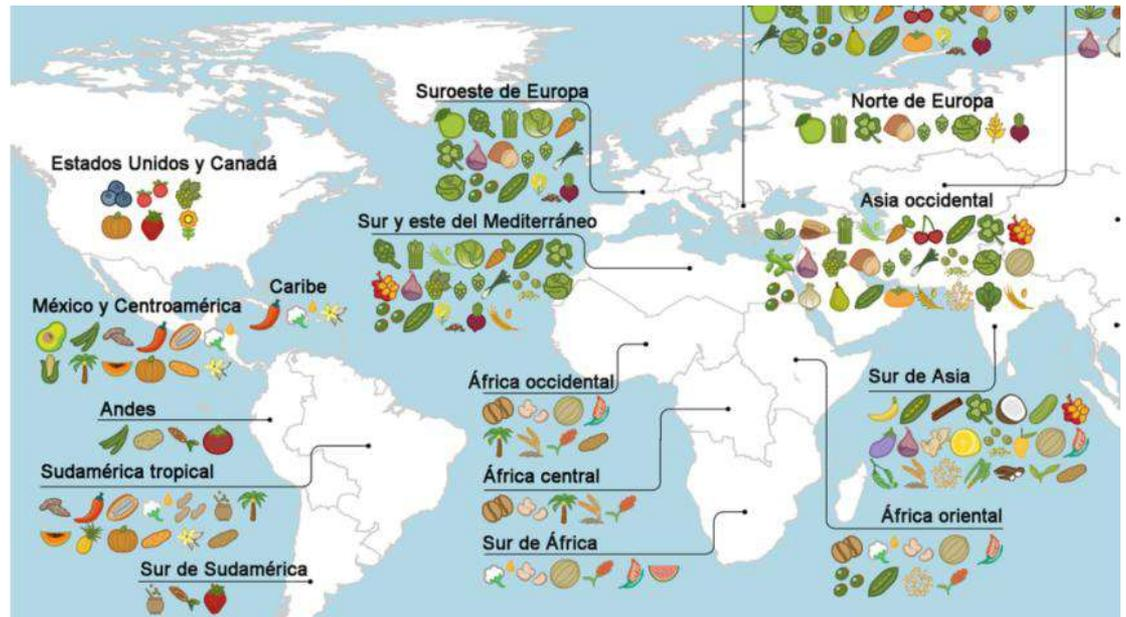 Suroeste de Europa
Norte de Europa
Estados Unidos y Canadá
Asia occidental
Sur y este del Mediterráneo
Caribe
México y Centroamérica
África occidental
Sur de Asia
Andes
Sudamérica tropical
África central
África oriental
Sur de África
Sur de Sudamérica